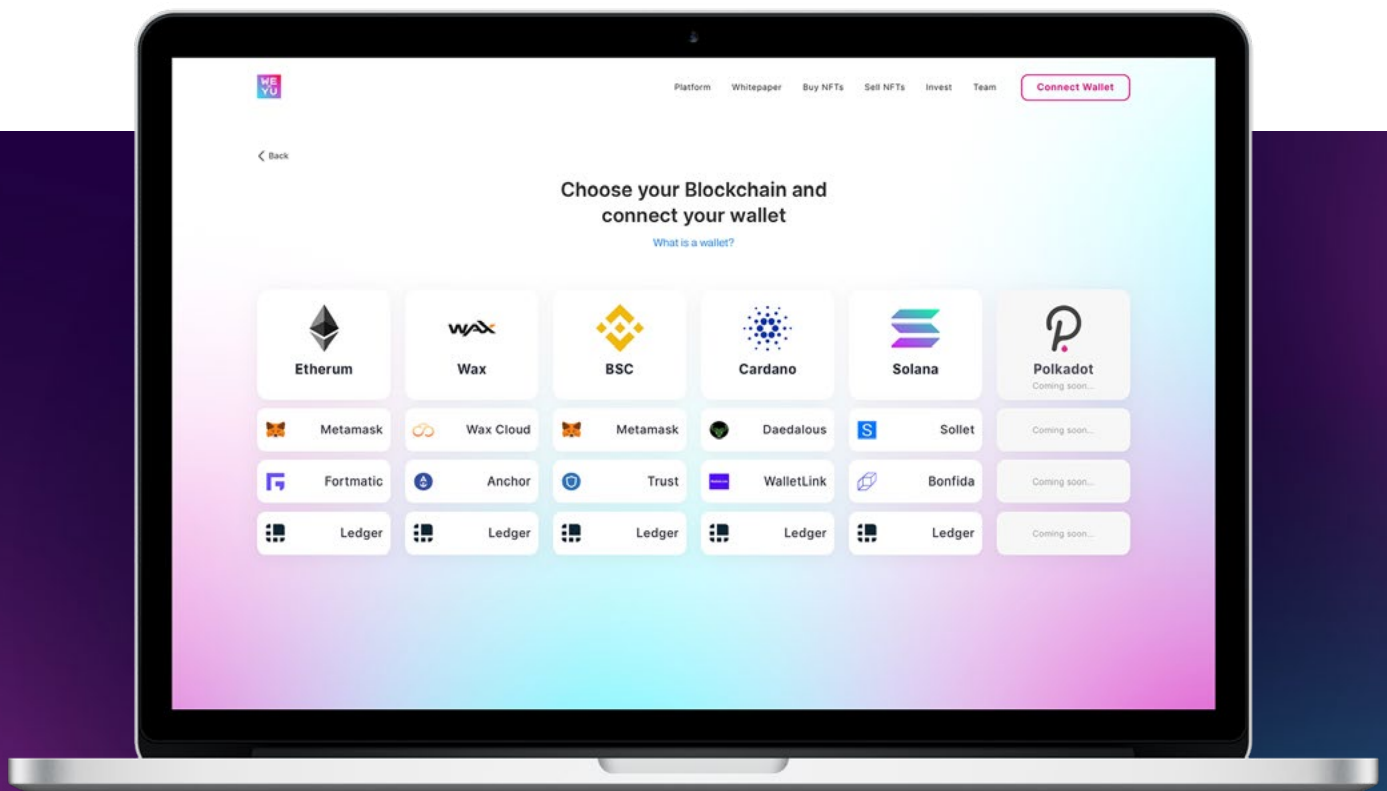 WE
YU
Platform Whitepaper Buy NFTs Sell NFTs Invest Team Connect Wallet
Back
Choose your Blockchain and
connect your wallet
What is a wallet?
Etherum Wax BSC Cardano Solana Polkadot
Coming soon...
Metamask Wax Cloud Metamask Daedalous Sollet Coming soon...
Fortmatic Anchor Trust WalletLink Bonfida Coming soon...
Ledger Ledger Ledger Ledger Ledger Coming soon...